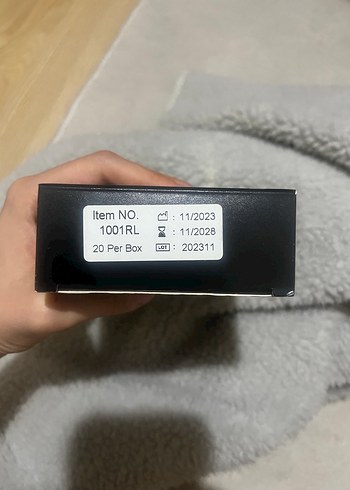 Item NO.
1001RL
20 Per Box
: 11/2023
: 11/2028
LOT : 202311